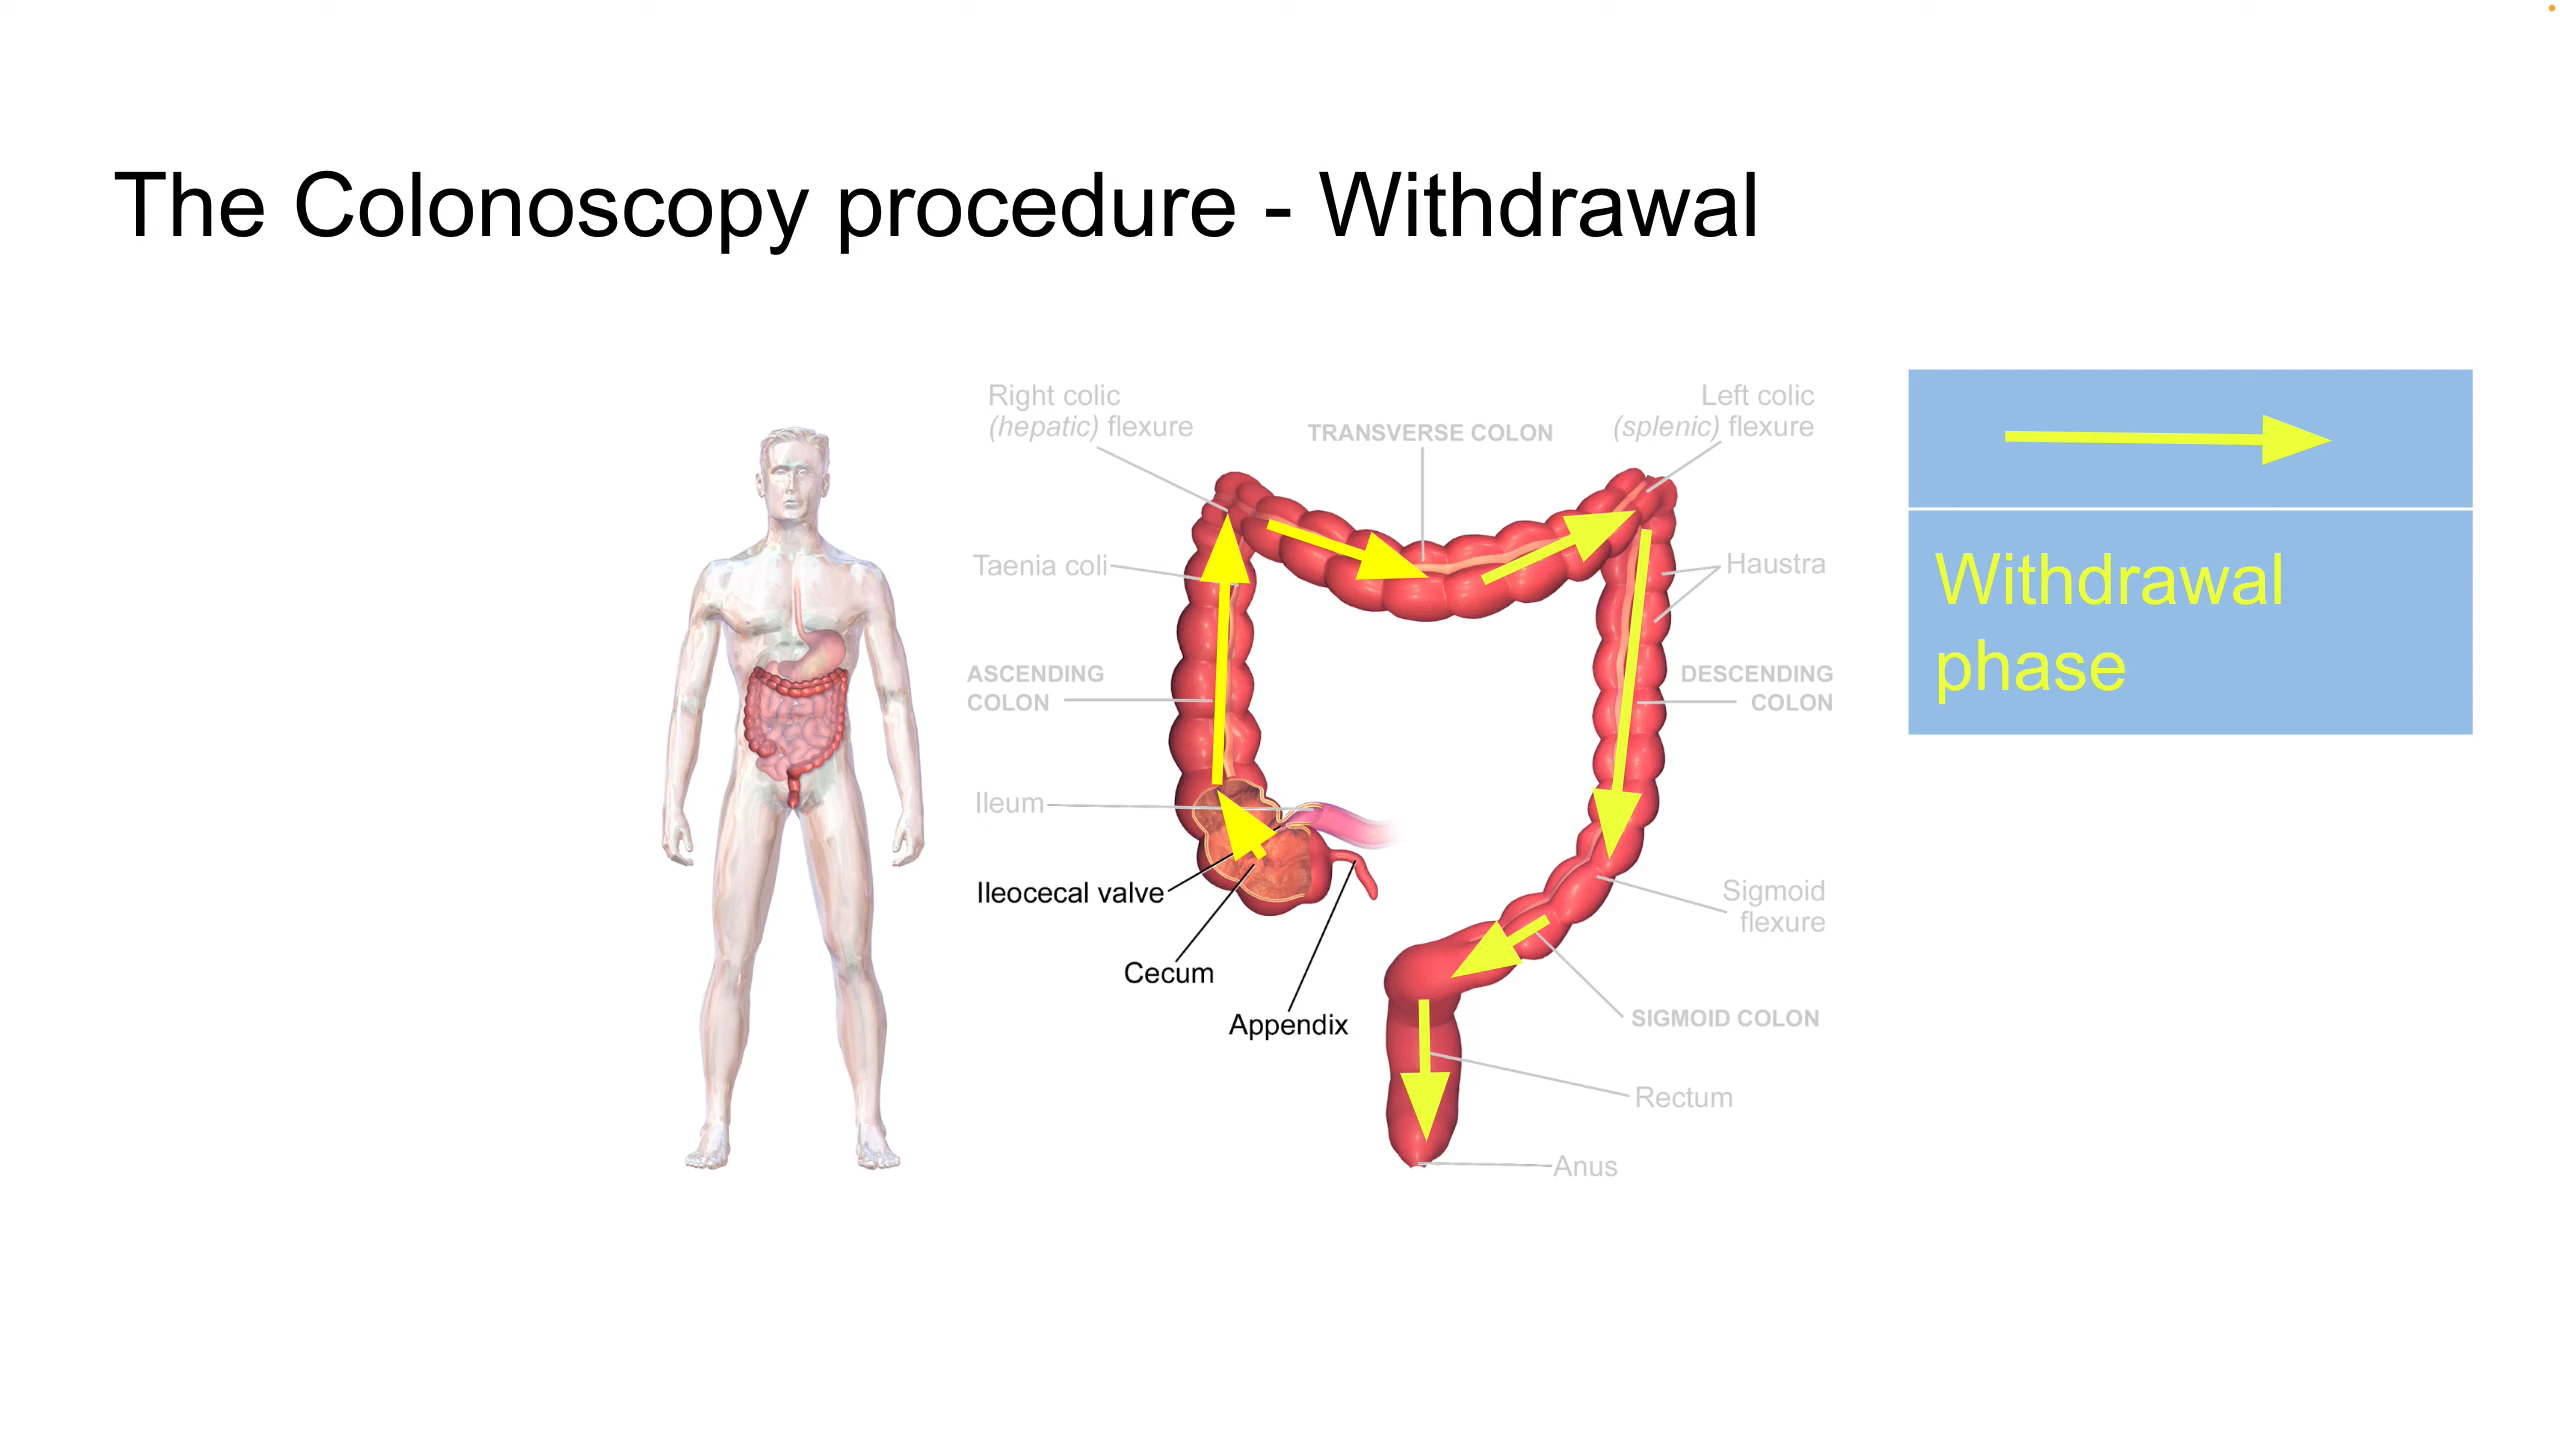 The Colonoscopy procedure - Withdrawal
Right colic
(hepatic) flexure
TRANSVERSE COLON
Left colic
(splenic) flexure
Taenia coli
Haustra
ASCENDING
COLON
DESCENDING
COLON
Ileum
Ileocecal valve
Sigmoid
flexure
Cecum
Appendix
SIGMOID COLON
Rectum
Anus
Withdrawal
phase